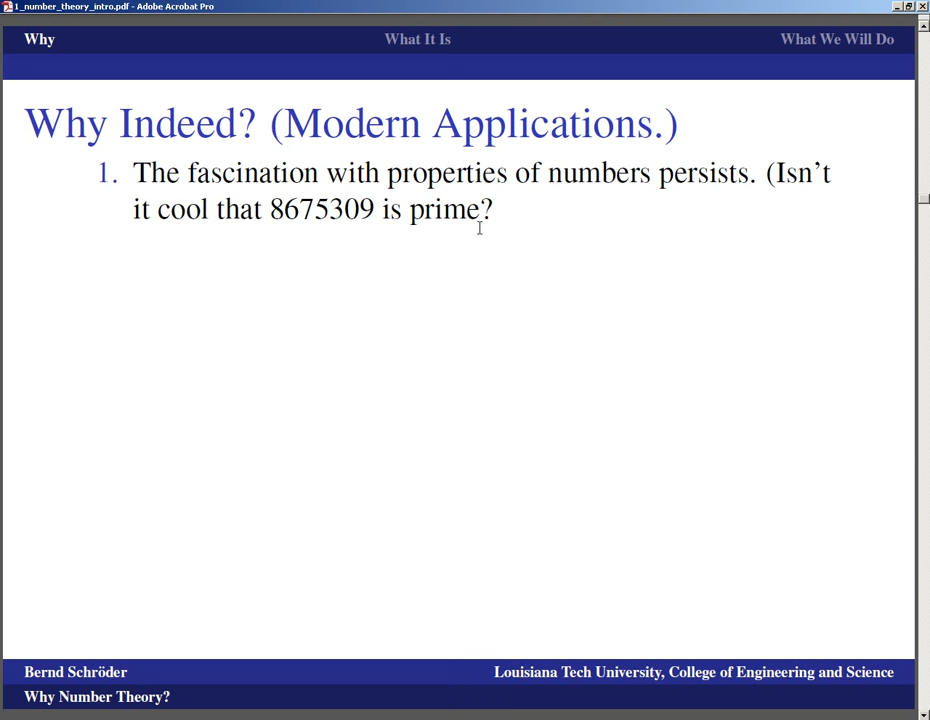 1_number_theory_intro.pdf - Adobe Acrobat Pro
Why What It Is What We Will Do
Why Indeed? (Modern Applications.)
1. The fascination with properties of numbers persists. (Isn't
it cool that 8675309 is prime?
Bernd Schröder Louisiana Tech University, College of Engineering and Science
Why Number Theory?